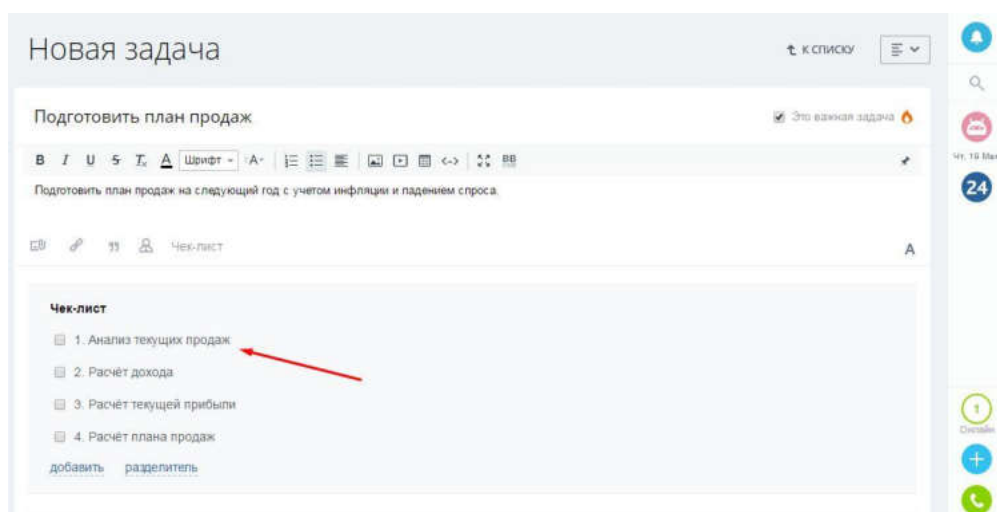 Новая задача
К СПИСКУ
Подготовить план продаж
Это важная задача
B I U S Tx A Шрифт A BB
Подготовить план продаж на следующий год с учетом инфляции и падением спроса.
Чек-лист
A
Чек-лист
1. Анализ текущих продаж
2. Расчёт дохода
3. Расчёт текущей прибыли
4. Расчёт плана продаж
добавить разделитель
24
1
Онлайн